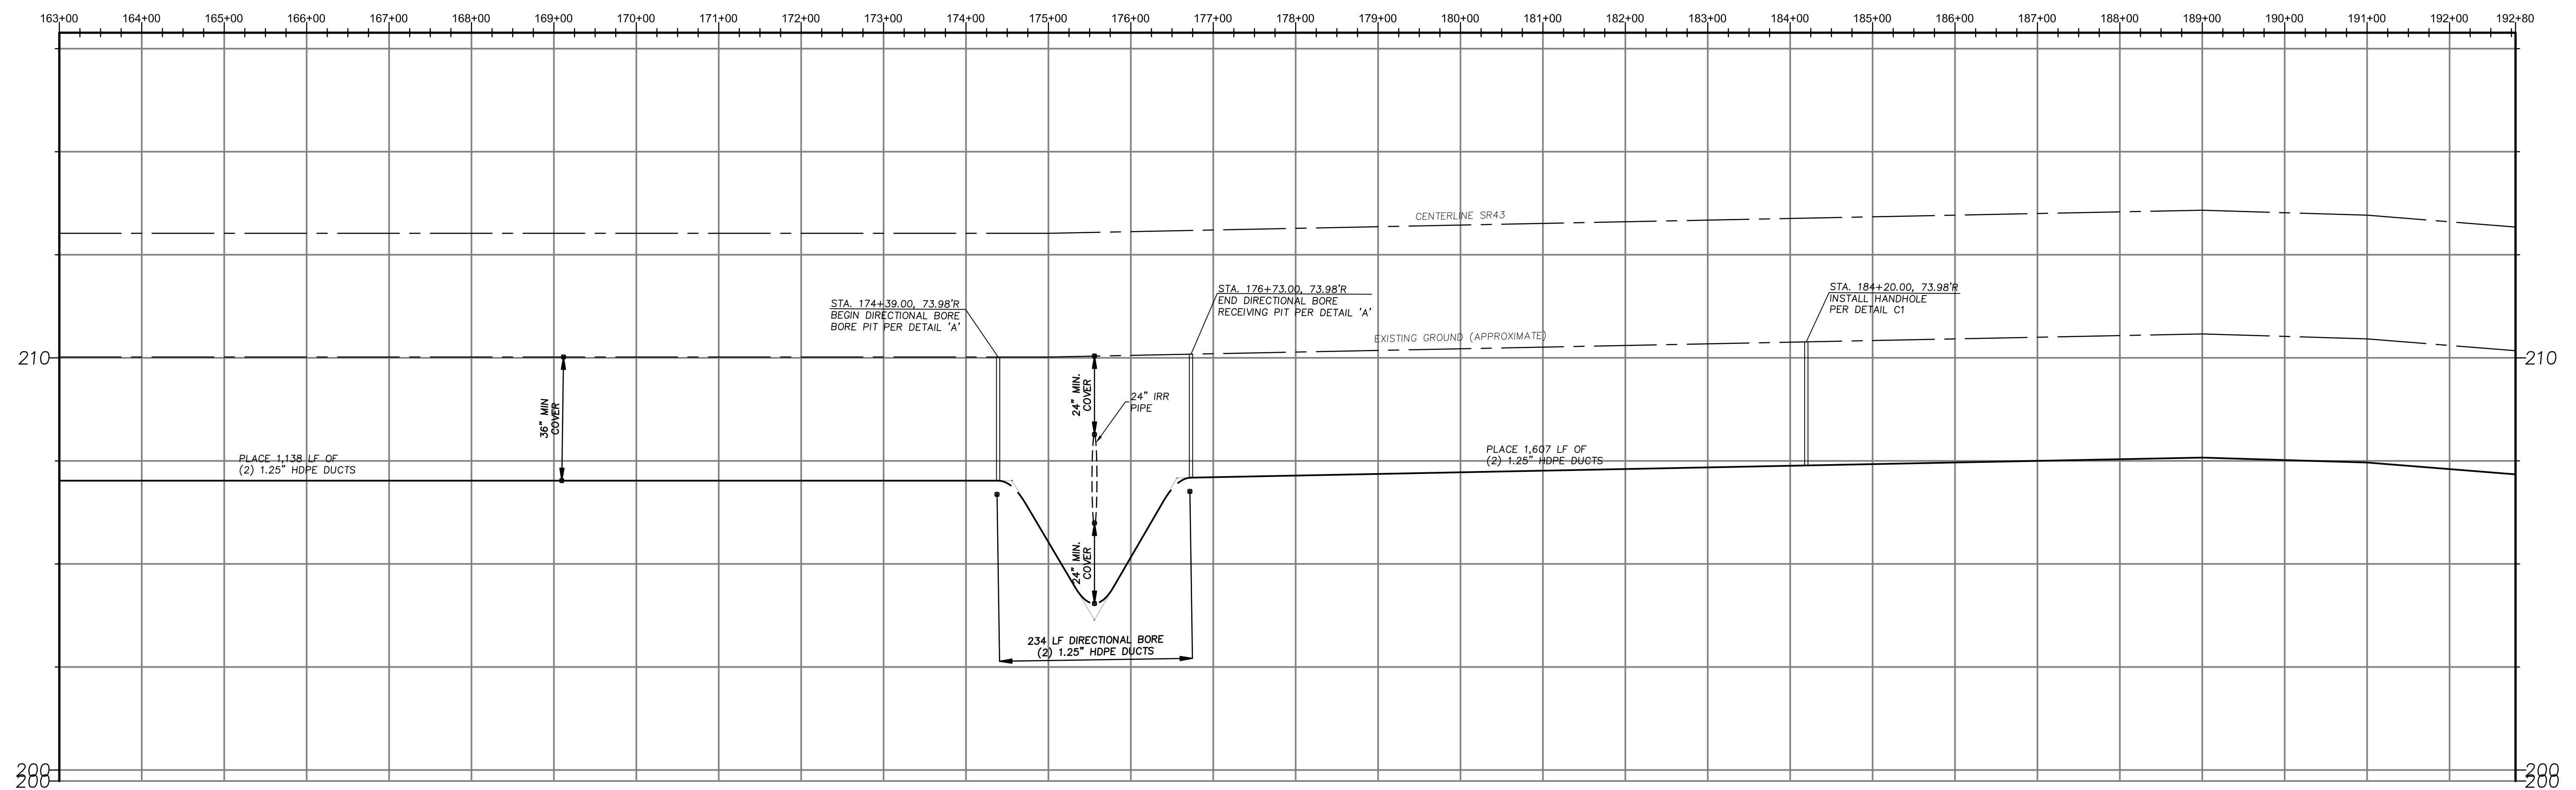 163+00 164+00 165+00 166+00 167+00 168+00 169+00 170+00 171+00 172+00 173+00 174+00 175+00 176+00 177+00 178+00 179+00 180+00 181+00 182+00 183+00 184+00 185+00 186+00 187+00 188+00 189+00 190+00 191+00 192+00 192+80
CENTERLINE SR43
STA. 174+39.00, 73.98'R
BEGIN DIRECTIONAL BORE
BORE PIT PER DETAIL 'A'
STA. 176+73.00, 73.98'R
END DIRECTIONAL BORE
RECEIVING PIT PER DETAIL 'A'
STA. 184+20.00, 73.98'R
INSTALL HANDHOLE
PER DETAIL C1
EXISTING GROUND (APPROXIMATE)
210
210
36" MIN
COVER
24" MIN.
COVER
24" IRR
PIPE
PLACE 1,138 LF OF
(2) 1.25" HDPE DUCTS
PLACE 1,607 LF OF
(2) 1.25" HDPE DUCTS
24" MIN.
COVER
234 LF DIRECTIONAL BORE
(2) 1.25" HDPE DUCTS
200
200
200
200